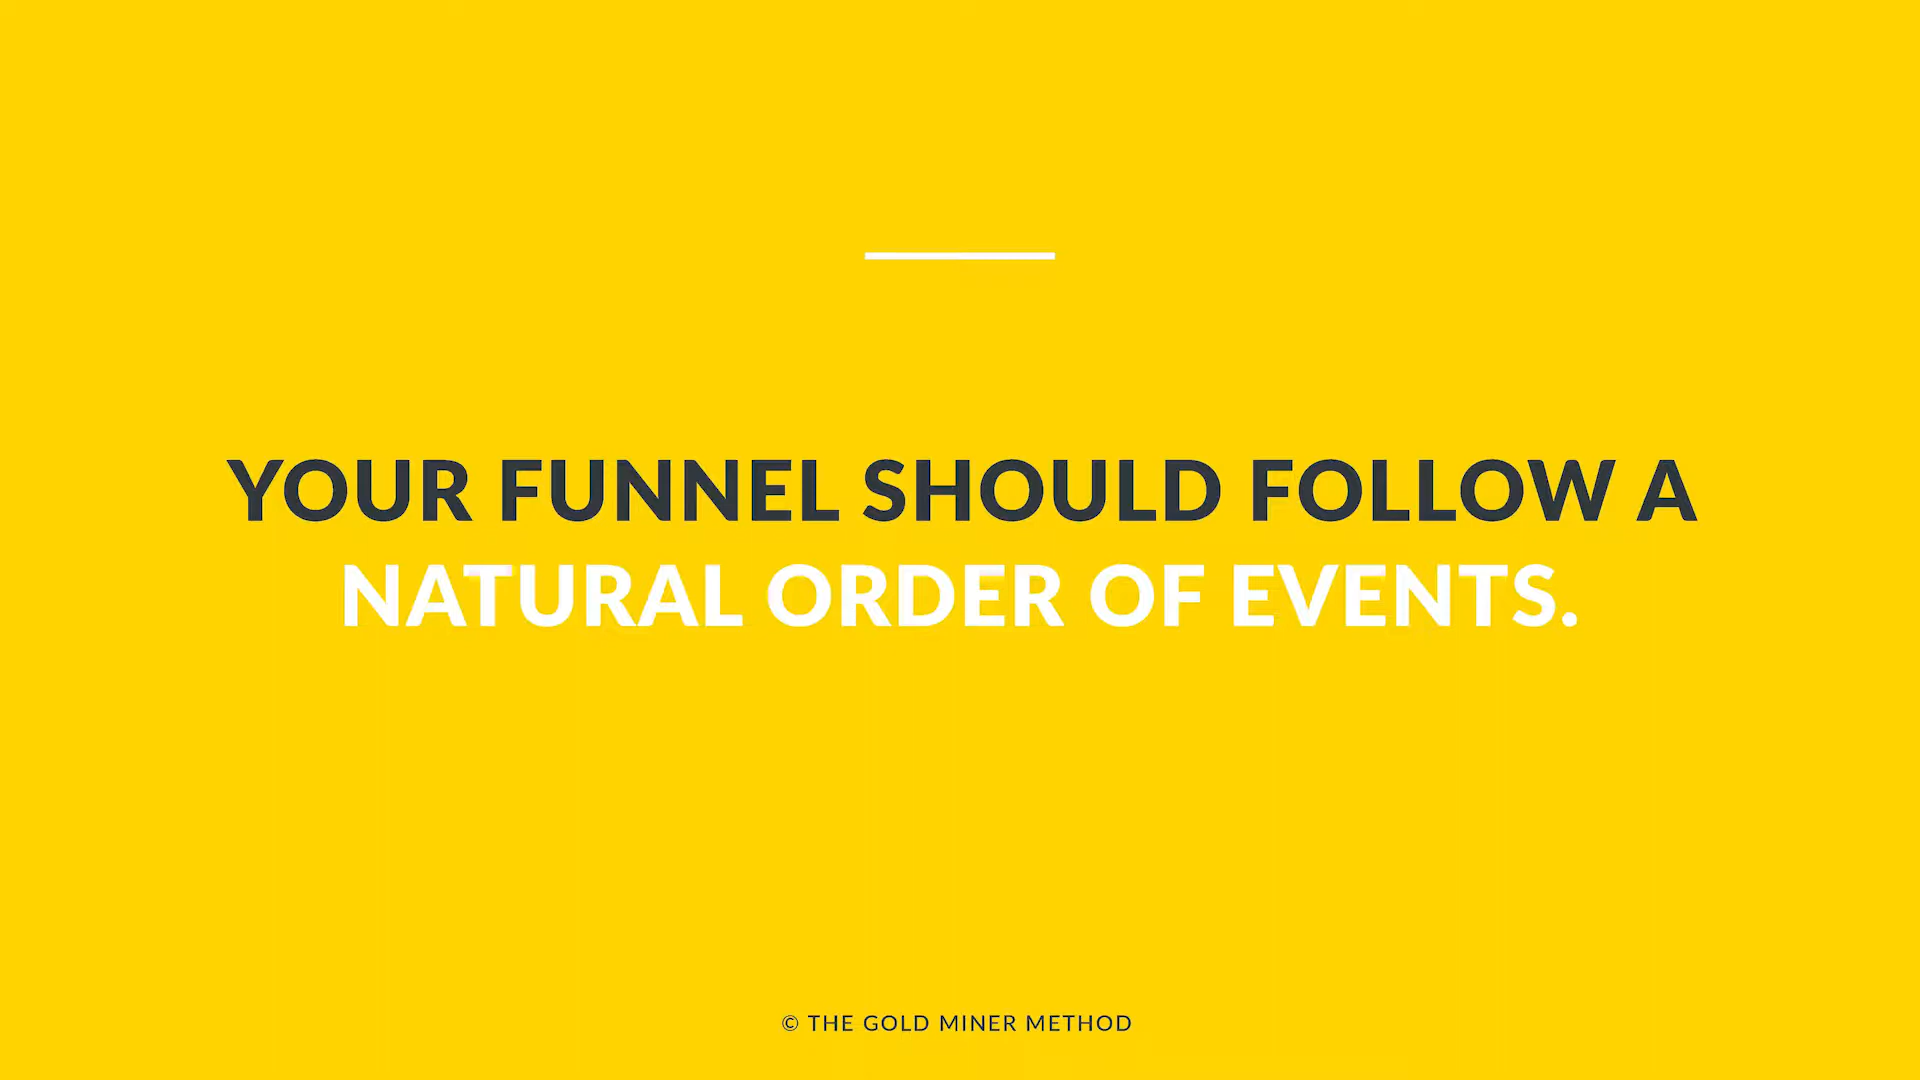 YOUR FUNNEL SHOULD FOLLOW A
NATURAL ORDER OF EVENTS.
© THE GOLD MINER METHOD